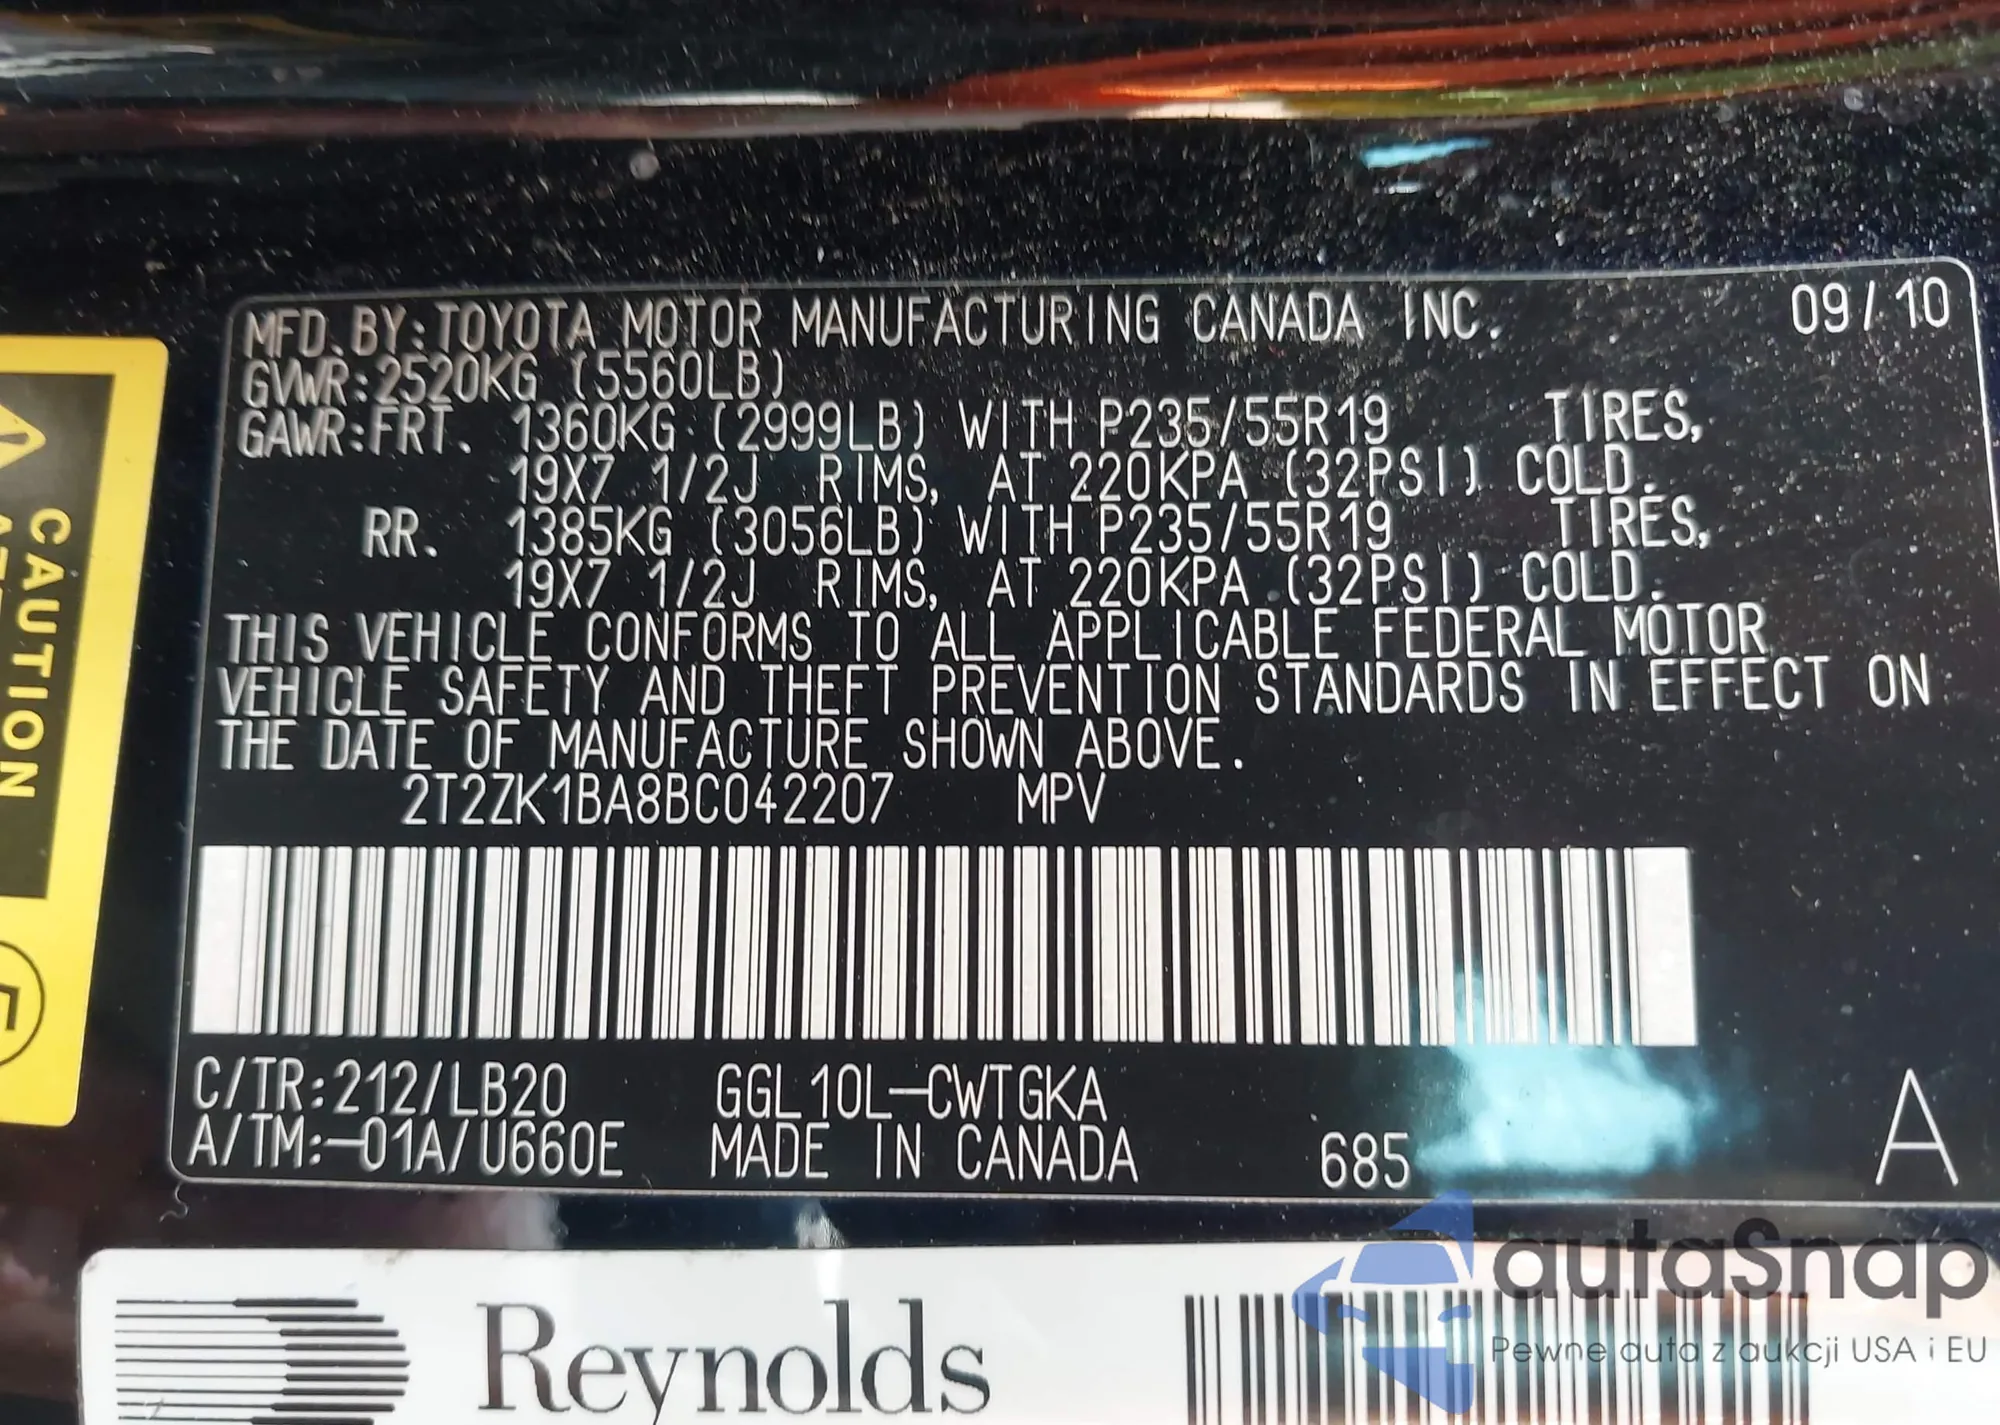 MFD. BY: TOYOTA MOTOR MANUFACTURING CANADA INC. 09/10
GVWR: 2520KG (5560LB)
GAWR: FRT. 1360KG (2999LB) WITH P235/55R19 TIRES,
19X7 1/2J RIMS, AT 220KPA (32PSI) COLD.
RR. 1385KG (3056LB) WITH P235/55R19 TIRES,
19X7 1/2J RIMS, AT 220KPA (32PSI) COLD.
THIS VEHICLE CONFORMS TO ALL APPLICABLE FEDERAL MOTOR
VEHICLE SAFETY AND THEFT PREVENTION STANDARDS IN EFFECT ON
THE DATE OF MANUFACTURE SHOWN ABOVE.
2T2ZK1BA8BC042207 MPV
C/TR: 212/LB20 GGL10L-CWTGKA
A/TM: -01A/U660E MADE IN CANADA 685 A
CAUTION
Reynolds
autaSnap
Pewne auta z aukcji USA i EU